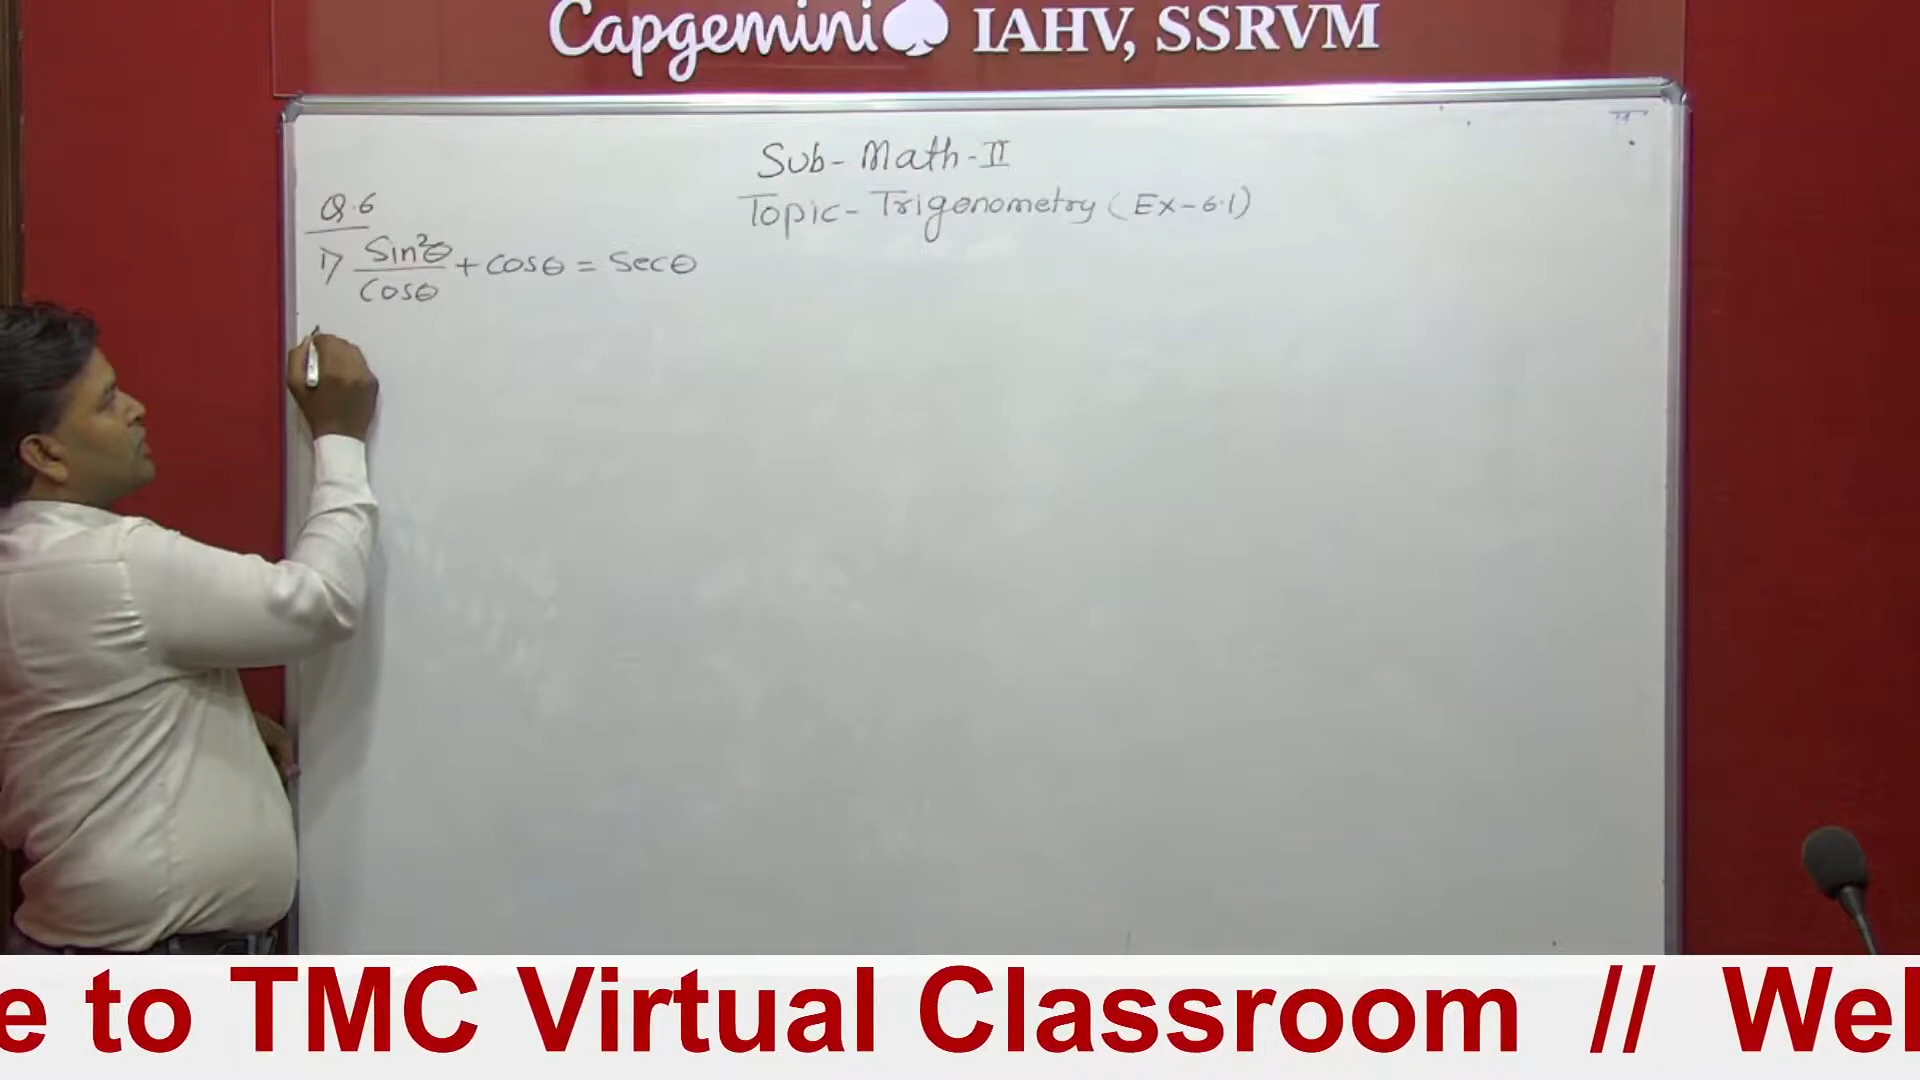 Capgemini IAHV, SSRVM
Sub- Math-II
Topic- Trigonometry (Ex-6.1)
Q.6
1) Sin²θ/Cosθ + cosθ = Secθ
e to TMC Virtual Classroom // Wel